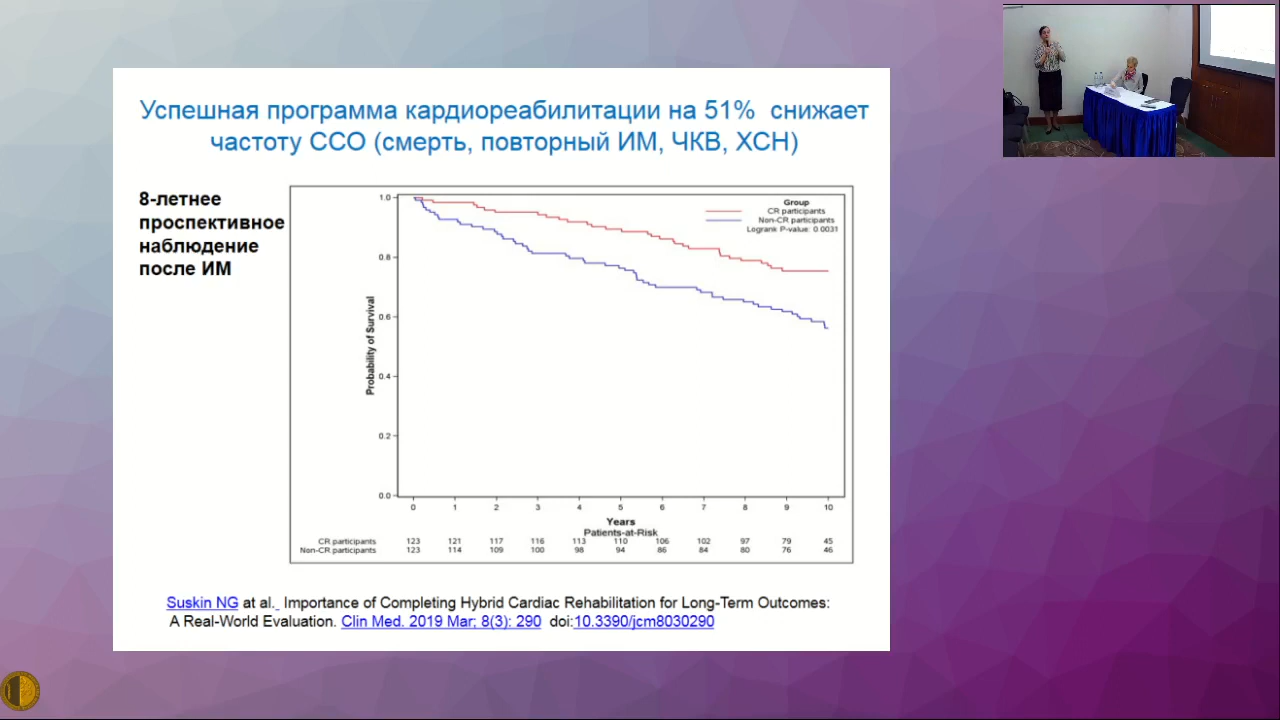 Успешная программа кардиореабилитации на 51% снижает
частоту ССО (смерть, повторный ИМ, ЧКВ, ХСН)
8-летнее
проспективное
наблюдение
после ИМ
Group
CR participants
Non-CR participants
Logrank P-value: 0.0031
Probability of Survival
1.0
0.8
0.6
0.4
0.2
0.0
0 1 2 3 4 5 6 7 8 9 10
Years
Patients-at-Risk
CR participants 123 121 117 116 113 110 106 102 97 79 45
Non-CR participants 123 114 109 100 98 94 86 84 80 76 46
Suskin NG at al. Importance of Completing Hybrid Cardiac Rehabilitation for Long-Term Outcomes:
A Real-World Evaluation. Clin Med. 2019 Mar; 8(3): 290 doi:10.3390/jcm8030290